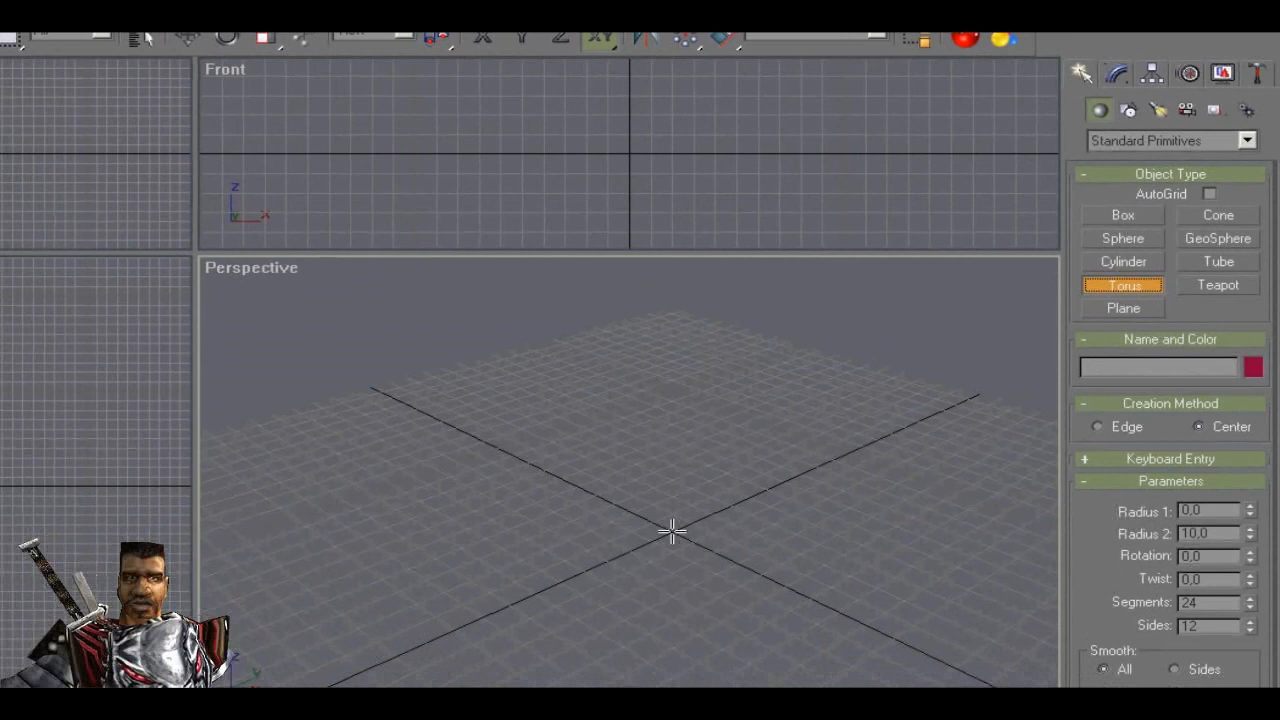 X Y Z XY
Front
Z
X
Perspective
Standard Primitives
- Object Type
AutoGrid
Box Cone
Sphere GeoSphere
Cylinder Tube
Torus Teapot
Plane
- Name and Color
- Creation Method
Edge Center
+ Keyboard Entry
- Parameters
Radius 1: 0,0
Radius 2: 10,0
Rotation: 0,0
Twist: 0,0
Segments: 24
Sides: 12
Smooth:
All Sides